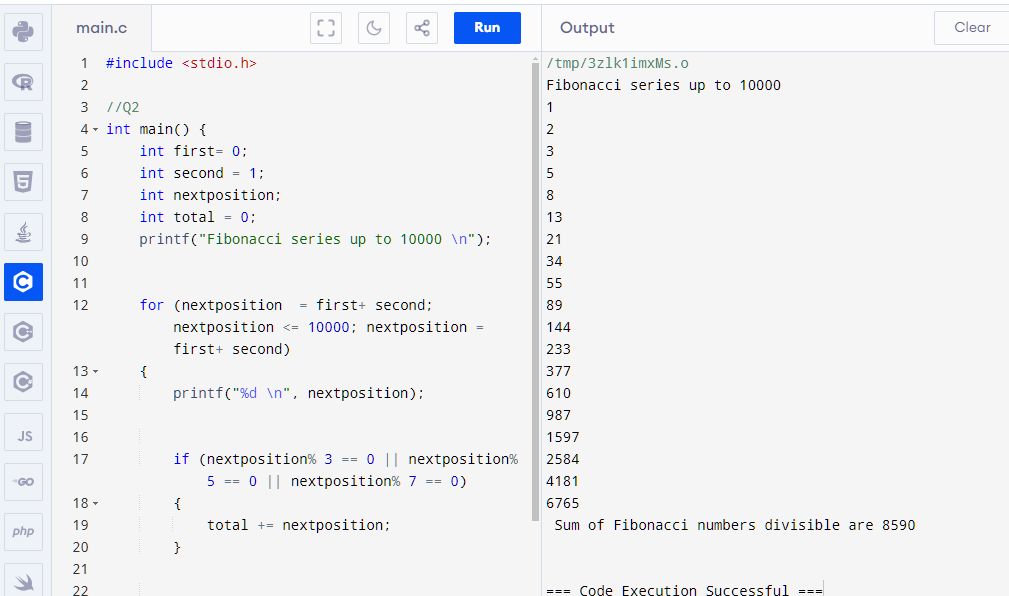 main.c
Run
Output
Clear
1 #include <stdio.h>
2
3 //Q2
4 int main() {
5 int first= 0;
6 int second = 1;
7 int nextposition;
8 int total = 0;
9 printf("Fibonacci series up to 10000 \n");
10
11
12 for (nextposition  = first+ second;
nextposition <= 10000; nextposition =
first+ second)
13 {
14 printf("%d \n", nextposition);
15
16
17 if (nextposition% 3 == 0 || nextposition%
5 == 0 || nextposition% 7 == 0)
18 {
19 total += nextposition;
20 }
21
22
/tmp/3zlk1imxMs.o
Fibonacci series up to 10000
1
2
3
5
8
13
21
34
55
89
144
233
377
610
987
1597
2584
4181
6765
Sum of Fibonacci numbers divisible are 8590
=== Code Execution Successful ===
R
5
C
C
C
JS
GO
php